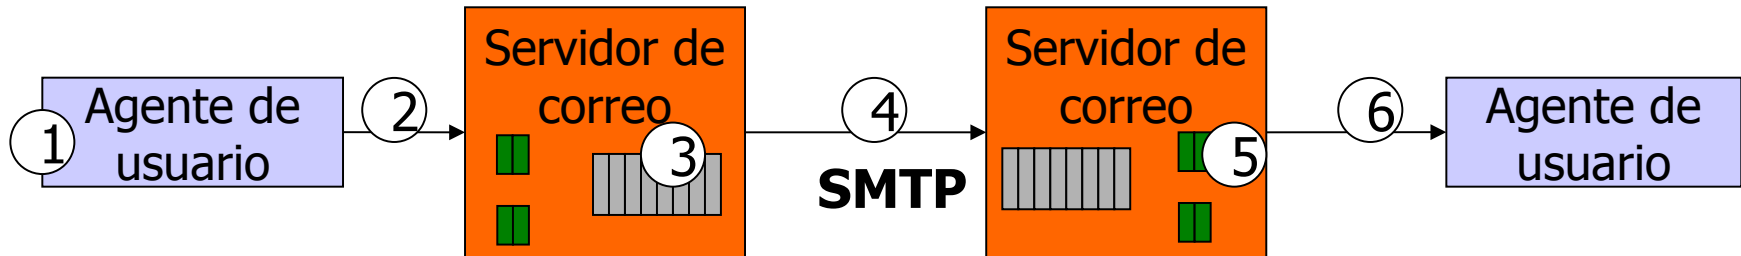 1
Agente de
usuario
2
Servidor de
correo
3
4
SMTP
Servidor de
correo
5
6
Agente de
usuario